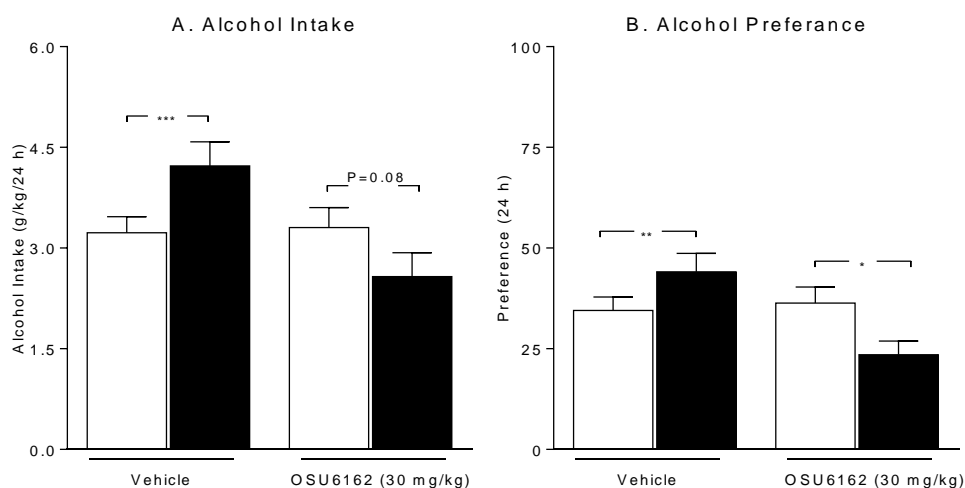 A. Alcohol Intake
6.0
4.5
3.0
1.5
0.0
Alcohol Intake (g/kg/24 h)
***
P=0.08
Vehicle
OSU6162 (30 mg/kg)
B. Alcohol Preferance
100
75
50
25
0
Preference (24 h)
**
*
Vehicle
OSU6162 (30 mg/kg)